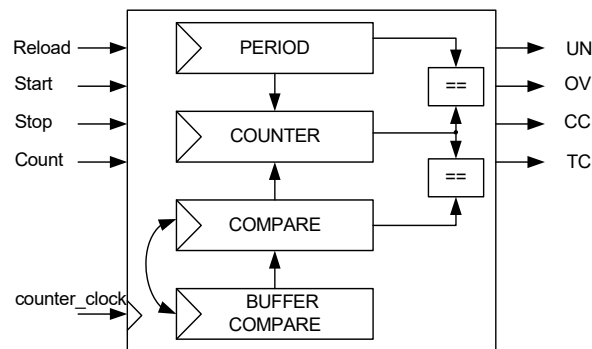 Reload
PERIOD
UN
Start
==
OV
Stop
COUNTER
CC
Count
TC
==
COMPARE
counter_clock
BUFFER
COMPARE